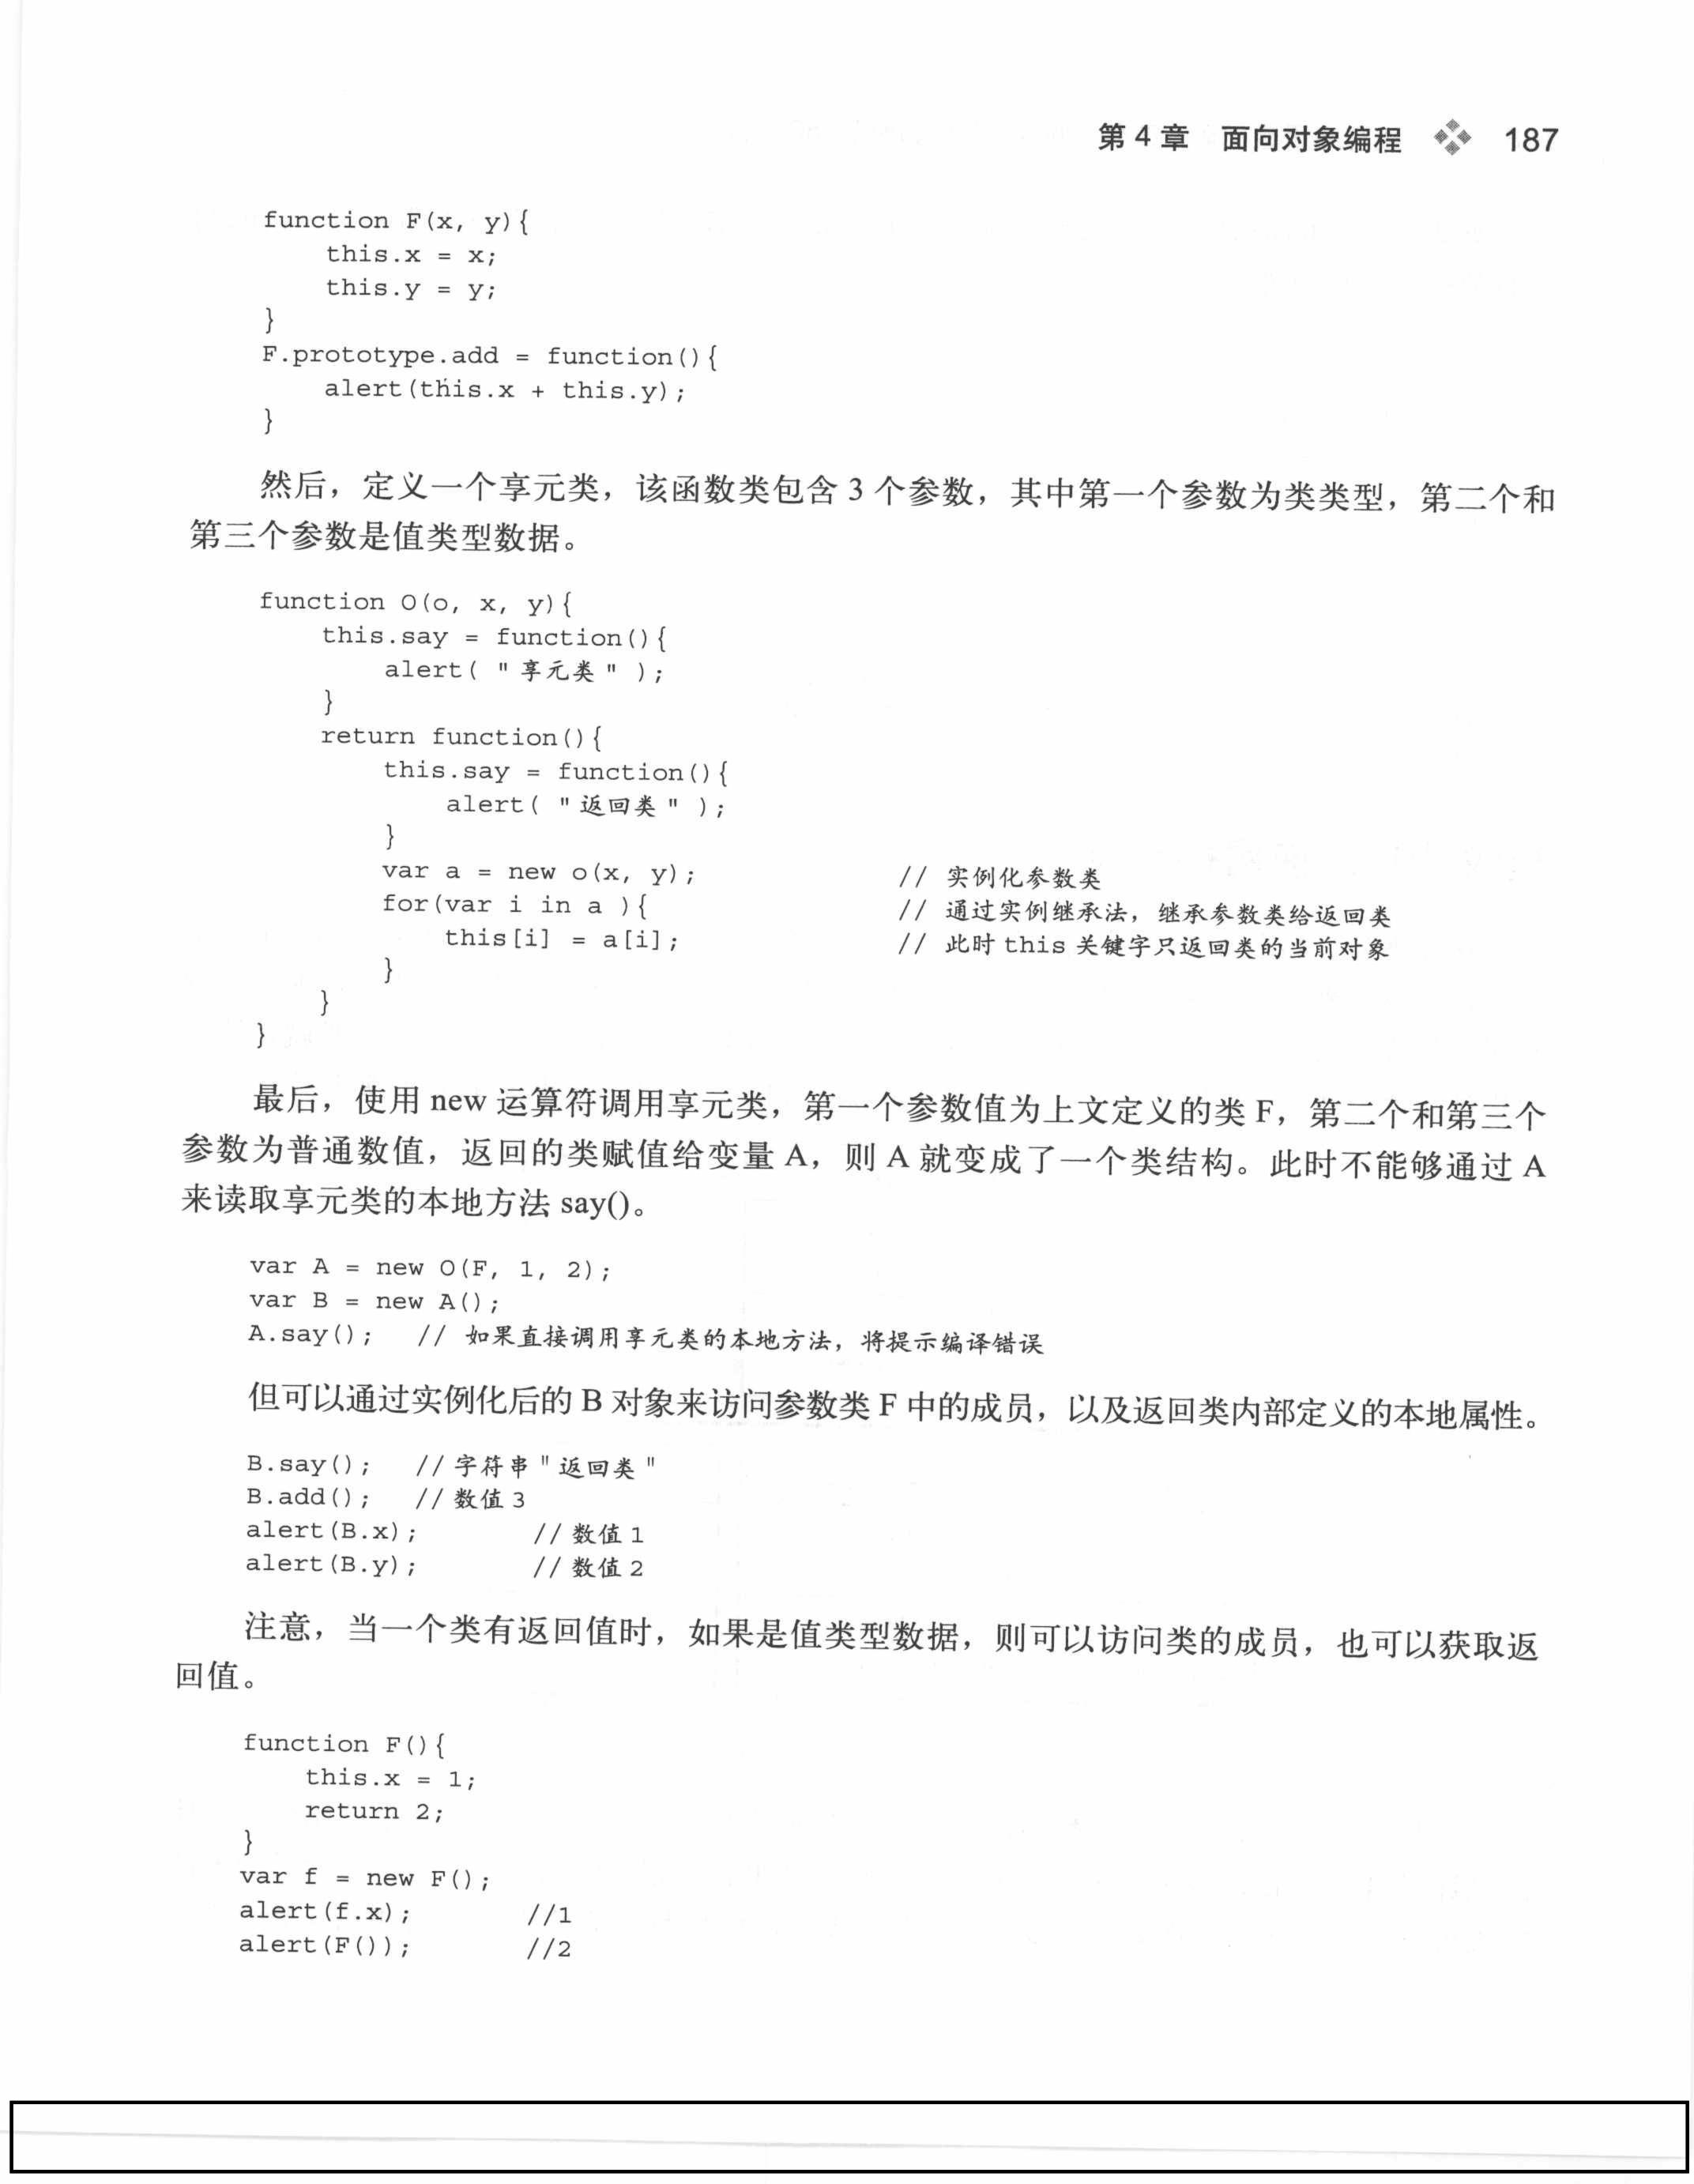 第 4 章 面向对象编程 187
function F(x, y){
    this.x = x;
    this.y = y;
}
F.prototype.add = function(){
    alert(this.x + this.y);
}
然后，定义一个享元类，该函数类包含 3 个参数，其中第一个参数为类类型，第二个和
第三个参数是值类型数据。
function O(o, x, y){
    this.say = function(){
        alert( " 享元类 " );
    }
    return function(){
        this.say = function(){
            alert( " 返回类 " );
        }
        var a = new o(x, y); // 实例化参数类
        for(var i in a ){ // 通过实例继承法，继承参数类给返回类
            this[i] = a[i]; // 此时 this 关键字只返回类的当前对象
        }
    }
}
最后，使用 new 运算符调用享元类，第一个参数值为上文定义的类 F，第二个和第三个
参数为普通数值，返回的类赋值给变量 A，则 A 就变成了一个类结构。此时不能够通过 A
来读取享元类的本地方法 say()。
var A = new O(F, 1, 2);
var B = new A();
A.say(); // 如果直接调用享元类的本地方法，将提示编译错误
但可以通过实例化后的 B 对象来访问参数类 F 中的成员，以及返回类内部定义的本地属性。
B.say(); // 字符串 " 返回类 "
B.add(); // 数值 3
alert(B.x); // 数值 1
alert(B.y); // 数值 2
注意，当一个类有返回值时，如果是值类型数据，则可以访问类的成员，也可以获取返
回值。
function F(){
    this.x = 1;
    return 2;
}
var f = new F();
alert(f.x); //1
alert(F()); //2